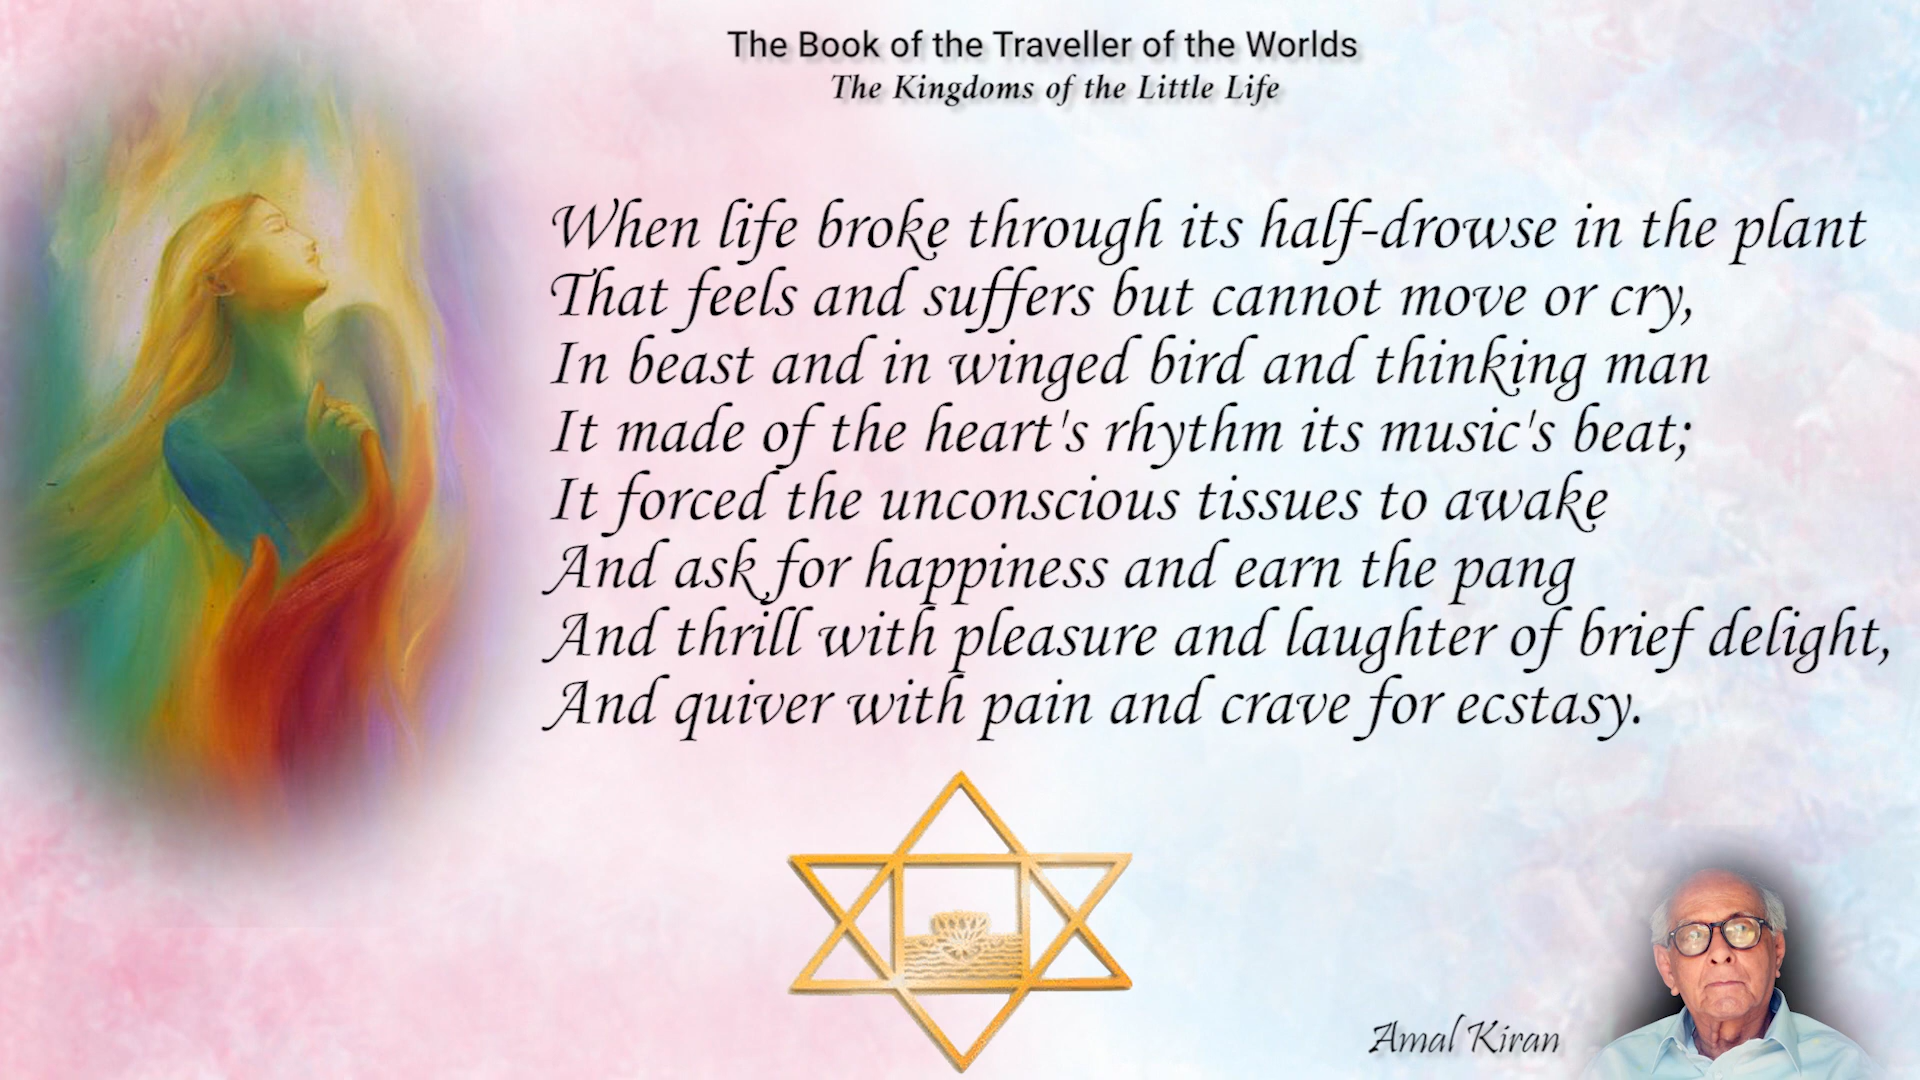 The Book of the Traveller of the Worlds
The Kingdoms of the Little Life
When life broke through its half-drowse in the plant
That feels and suffers but cannot move or cry,
In beast and in winged bird and thinking man
It made of the heart's rhythm its music's beat;
It forced the unconscious tissues to awake
And ask for happiness and earn the pang
And thrill with pleasure and laughter of brief delight,
And quiver with pain and crave for ecstasy.
Amal Kiran